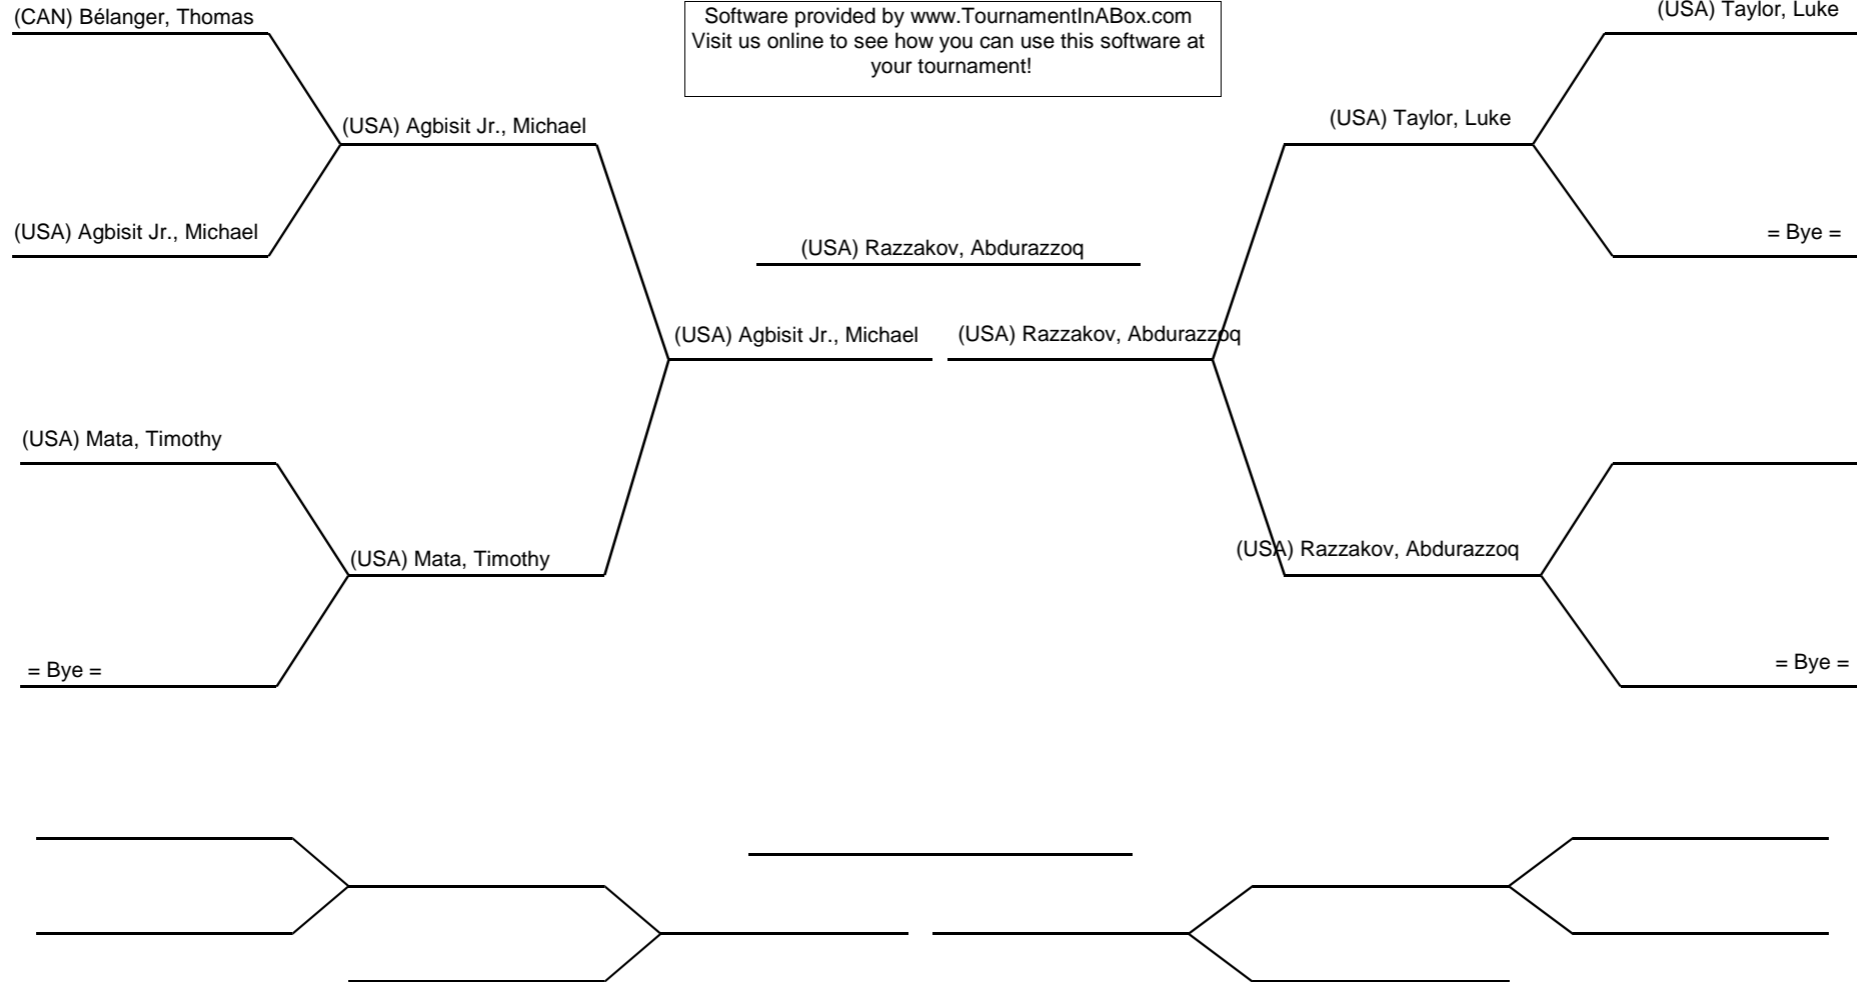 (CAN) Bélanger, Thomas
Software provided by www.TournamentInABox.com
Visit us online to see how you can use this software at
your tournament!
(USA) Taylor, Luke
(USA) Agbisit Jr., Michael
(USA) Taylor, Luke
(USA) Agbisit Jr., Michael
(USA) Razzakov, Abdurazzoq
= Bye =
(USA) Agbisit Jr., Michael
(USA) Razzakov, Abdurazzoq
(USA) Mata, Timothy
(USA) Mata, Timothy
(USA) Razzakov, Abdurazzoq
= Bye =
= Bye =